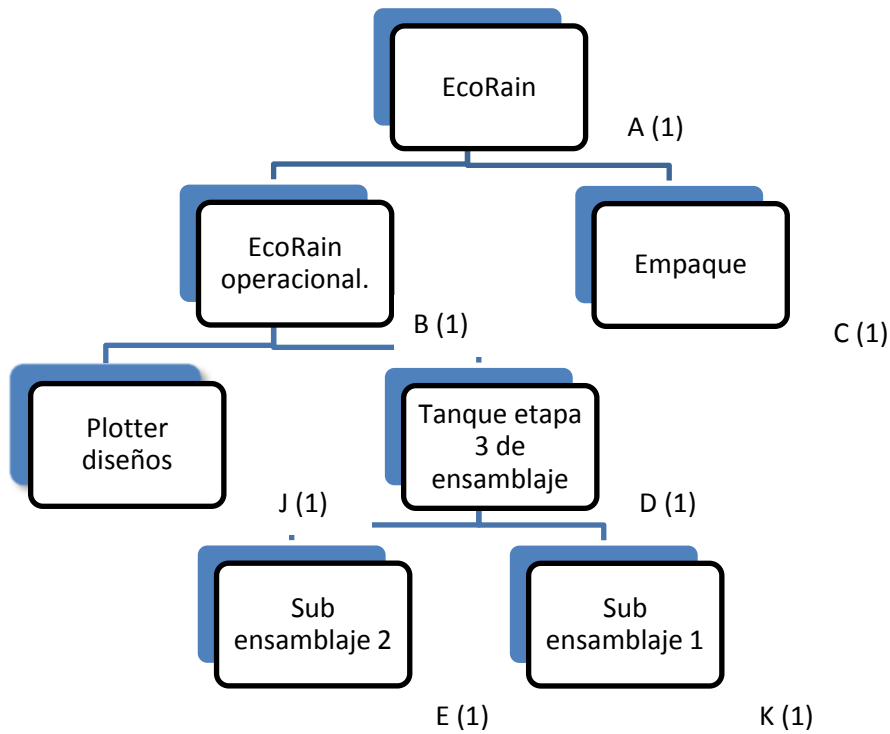 EcoRain
A (1)
EcoRain
operacional.
Empaque
B (1)
C (1)
Plotter
diseños
Tanque etapa
3 de
ensamblaje
J (1)
D (1)
Sub
ensamblaje 2
Sub
ensamblaje 1
E (1)
K (1)